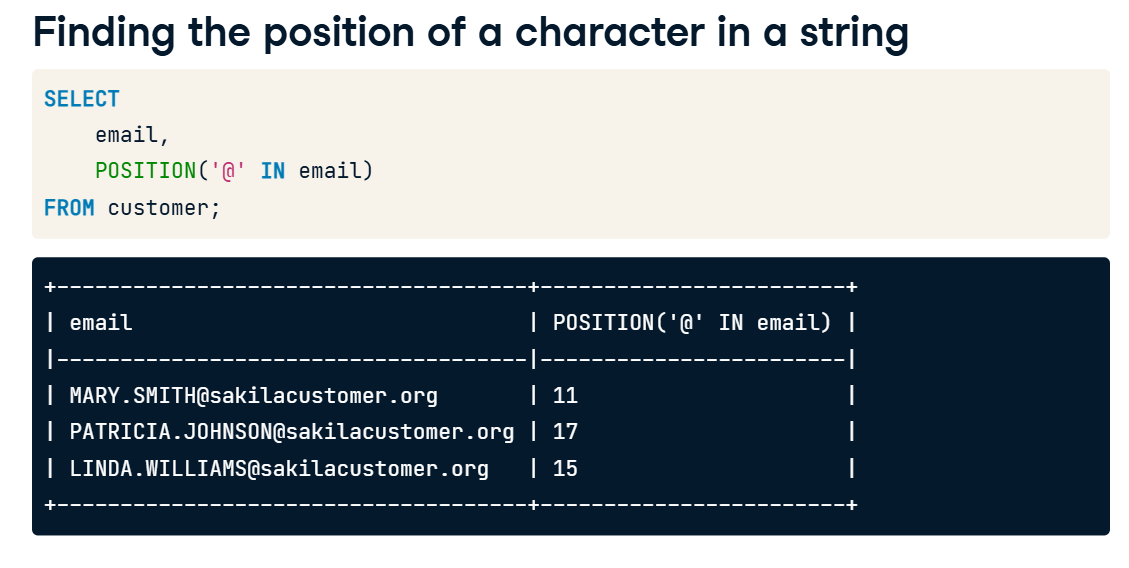 Finding the position of a character in a string
SELECT
    email,
    POSITION('@' IN email)
FROM customer;
+-------------------------------------+------------------------+
| email                               | POSITION('@' IN email) |
|-------------------------------------|------------------------|
| MARY.SMITH@sakilacustomer.org       | 11                     |
| PATRICIA.JOHNSON@sakilacustomer.org | 17                     |
| LINDA.WILLIAMS@sakilacustomer.org   | 15                     |
+-------------------------------------+------------------------+